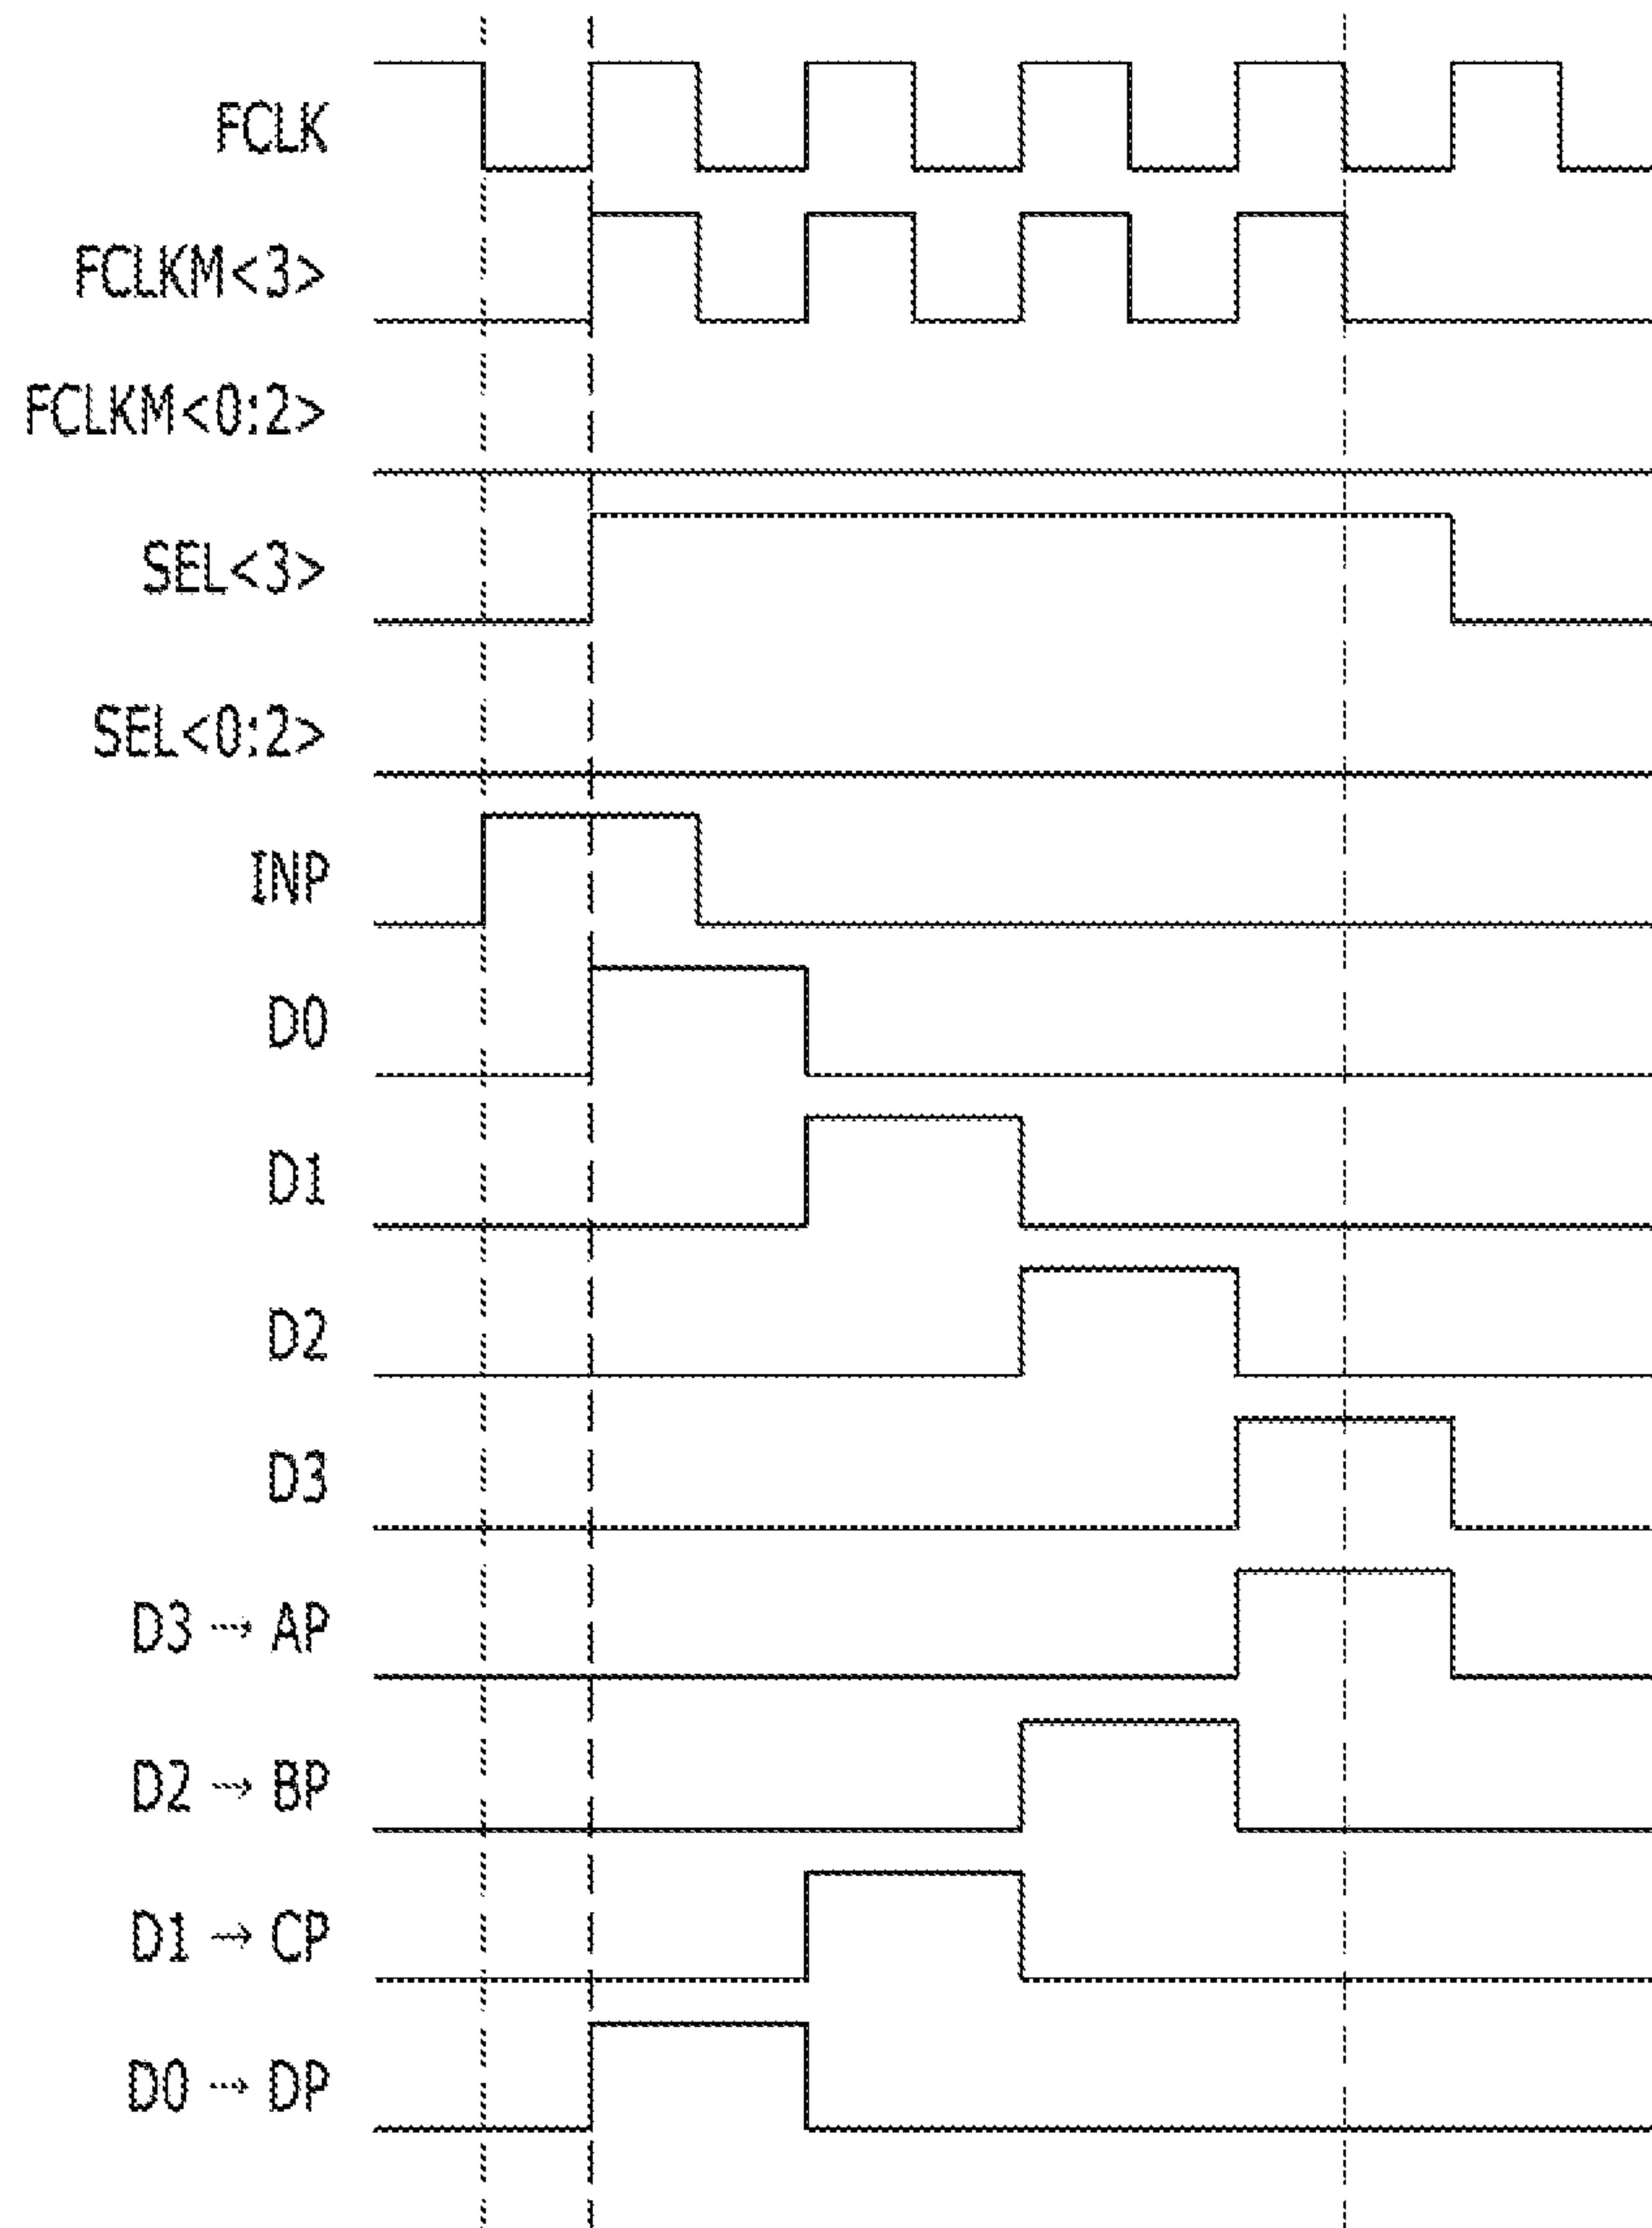 FCLK
FCLKM<3>
FCLKM<0:2>
SEL<3>
SEL<0:2>
INP
D0
D1
D2
D3
D3 → AP
D2 → BP
D1 → CP
D0 → DP